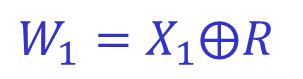 W₁ = X₁⊕R